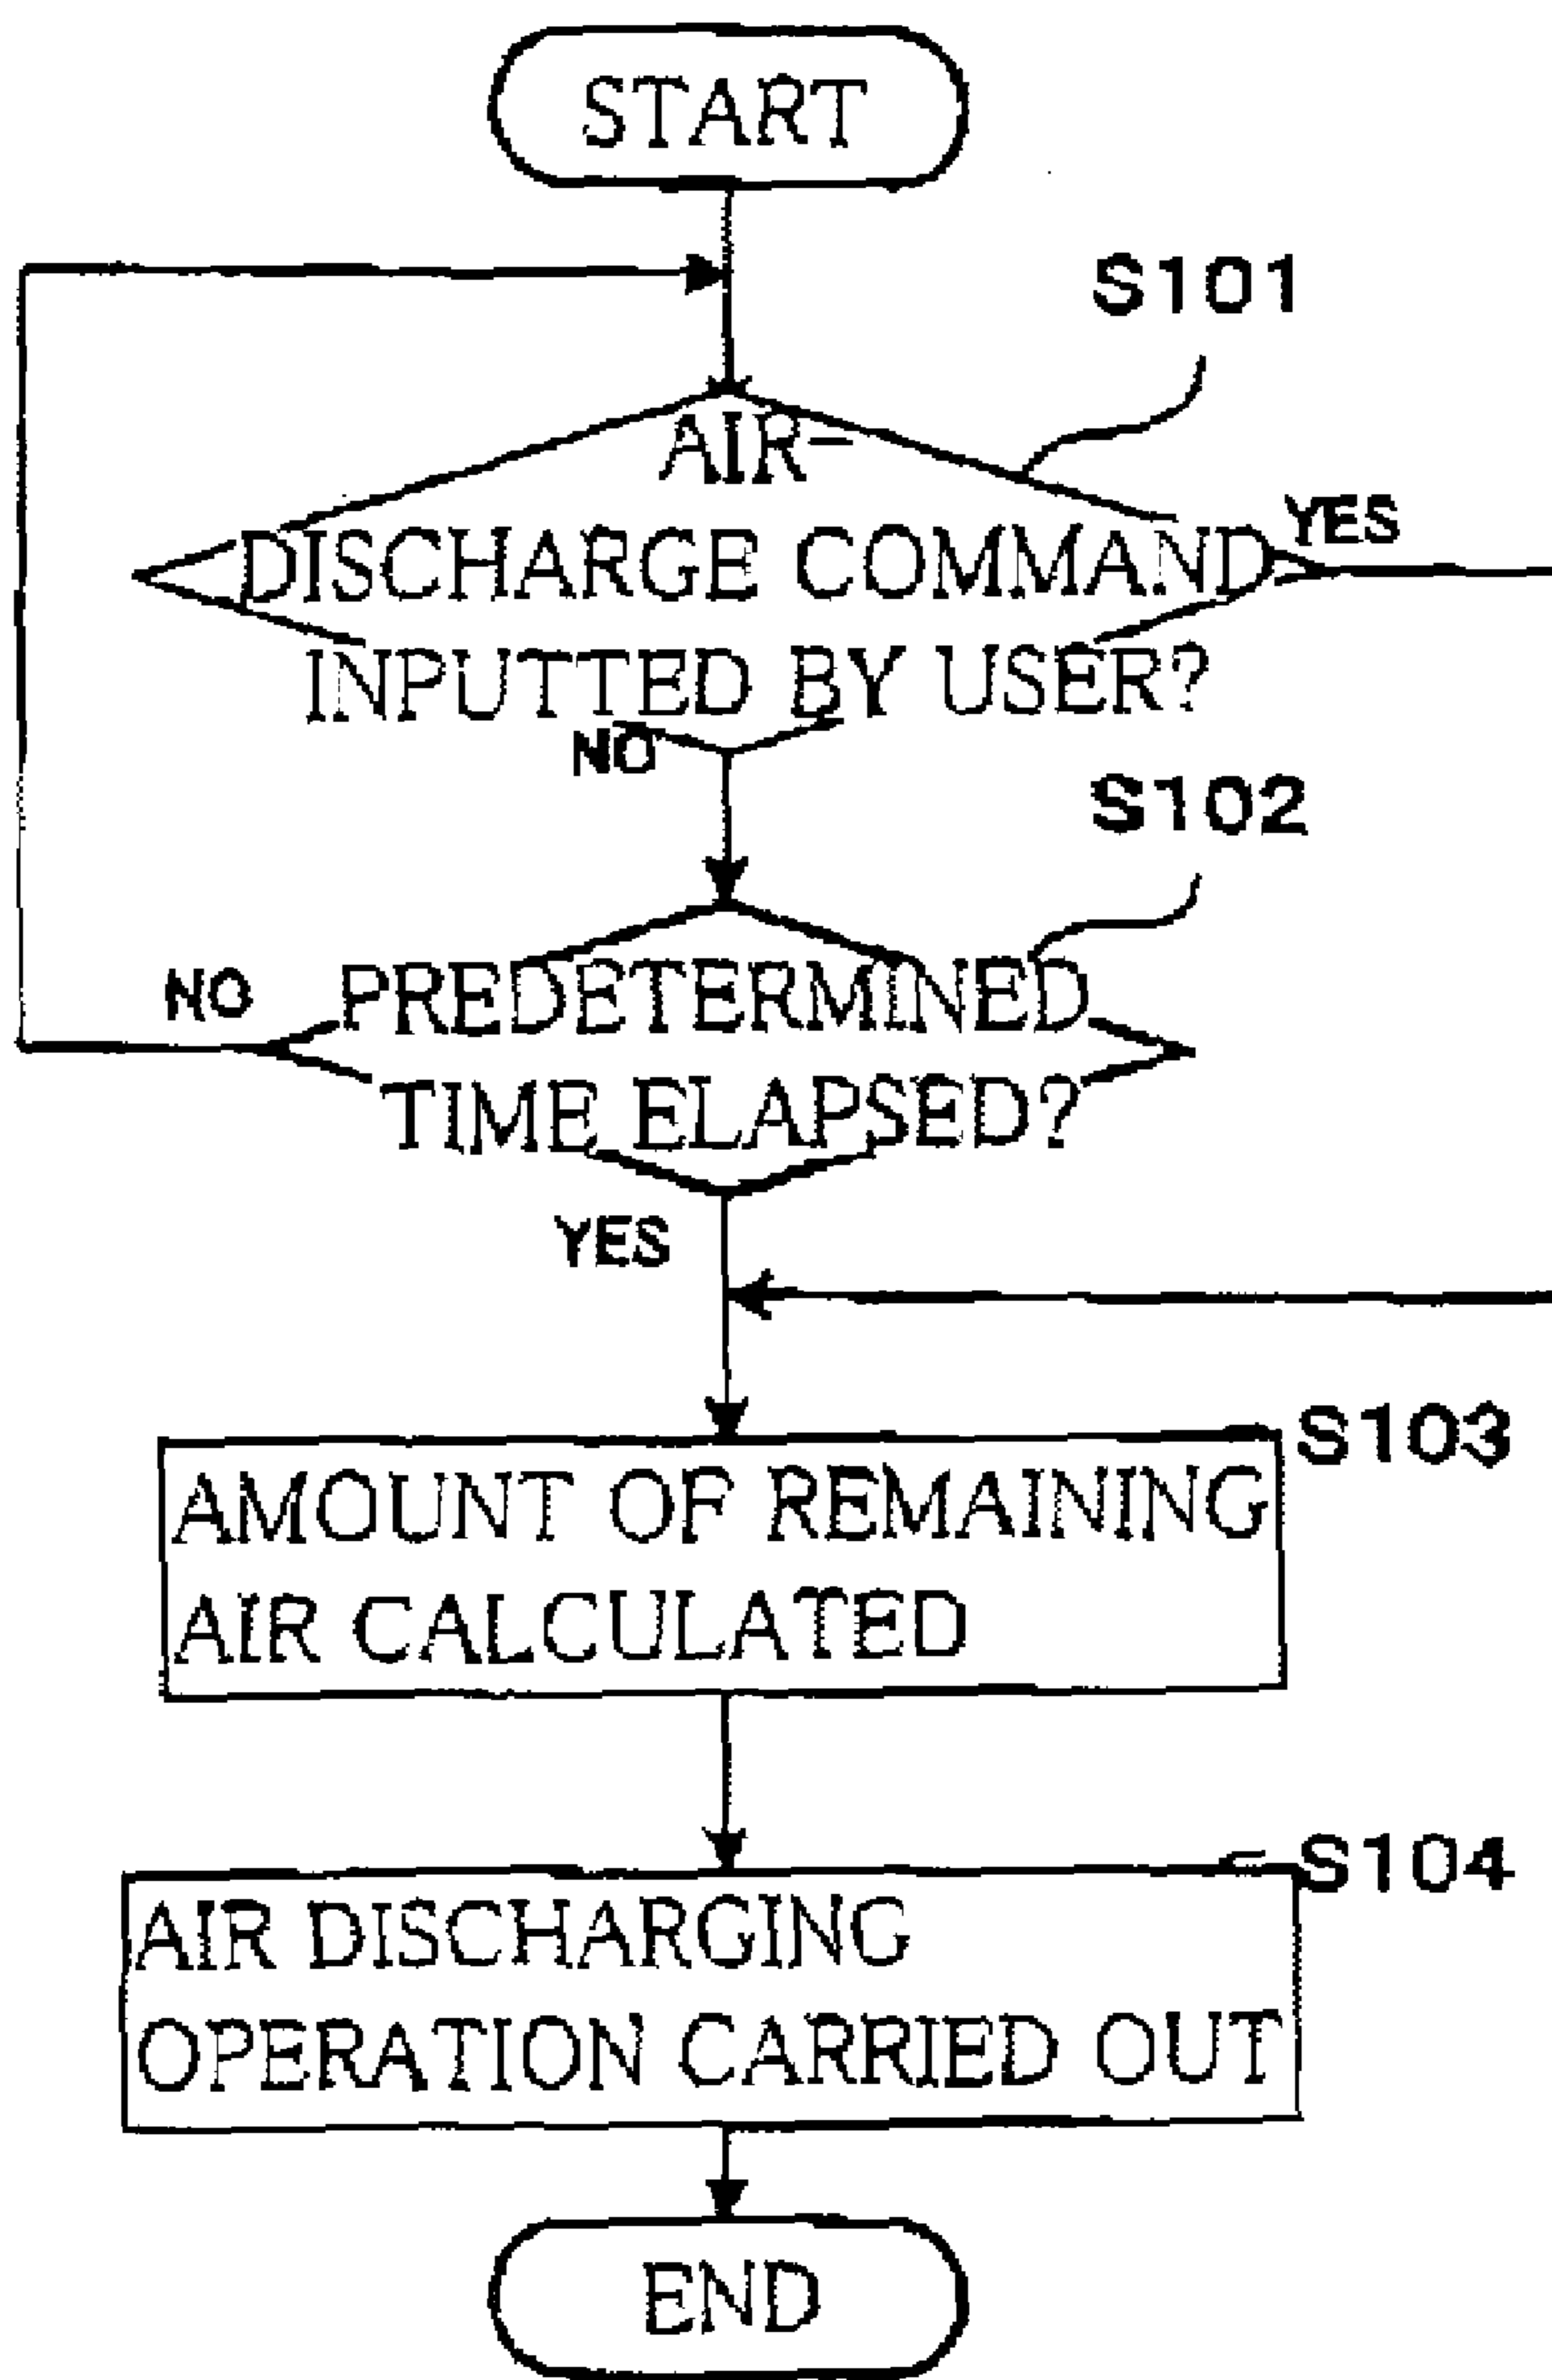 START
S101
AIR-
DISCHARGE COMMAND
YES
INPUTTED BY USER?
NO
S102
NO
PREDETERMINED
TIME ELAPSED?
YES
S103
AMOUNT OF REMAINING
AIR CALCULATED
S104
AIR DISCHARGING
OPERATION CARRIED OUT
END